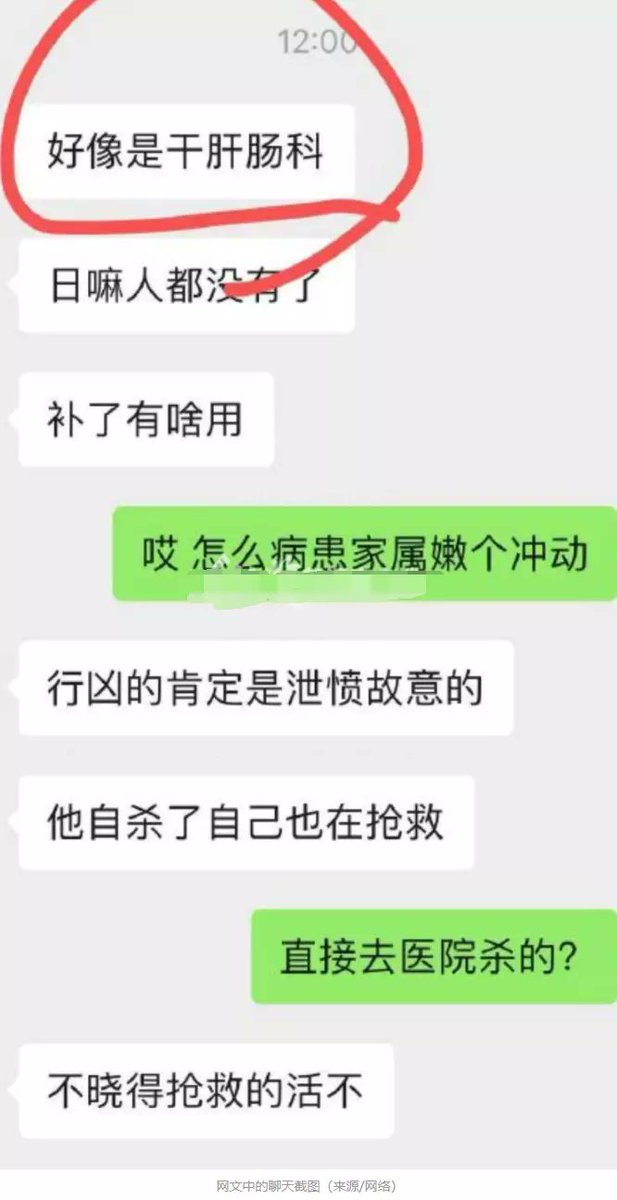 12:00
好像是干肝肠科
日嘛人都没有了
补了有啥用
哎 怎么病患家属嫩个冲动
行凶的肯定是泄愤故意的
他自杀了自己也在抢救
直接去医院杀的？
不晓得抢救的活不
网文中的聊天截图（来源/网络）